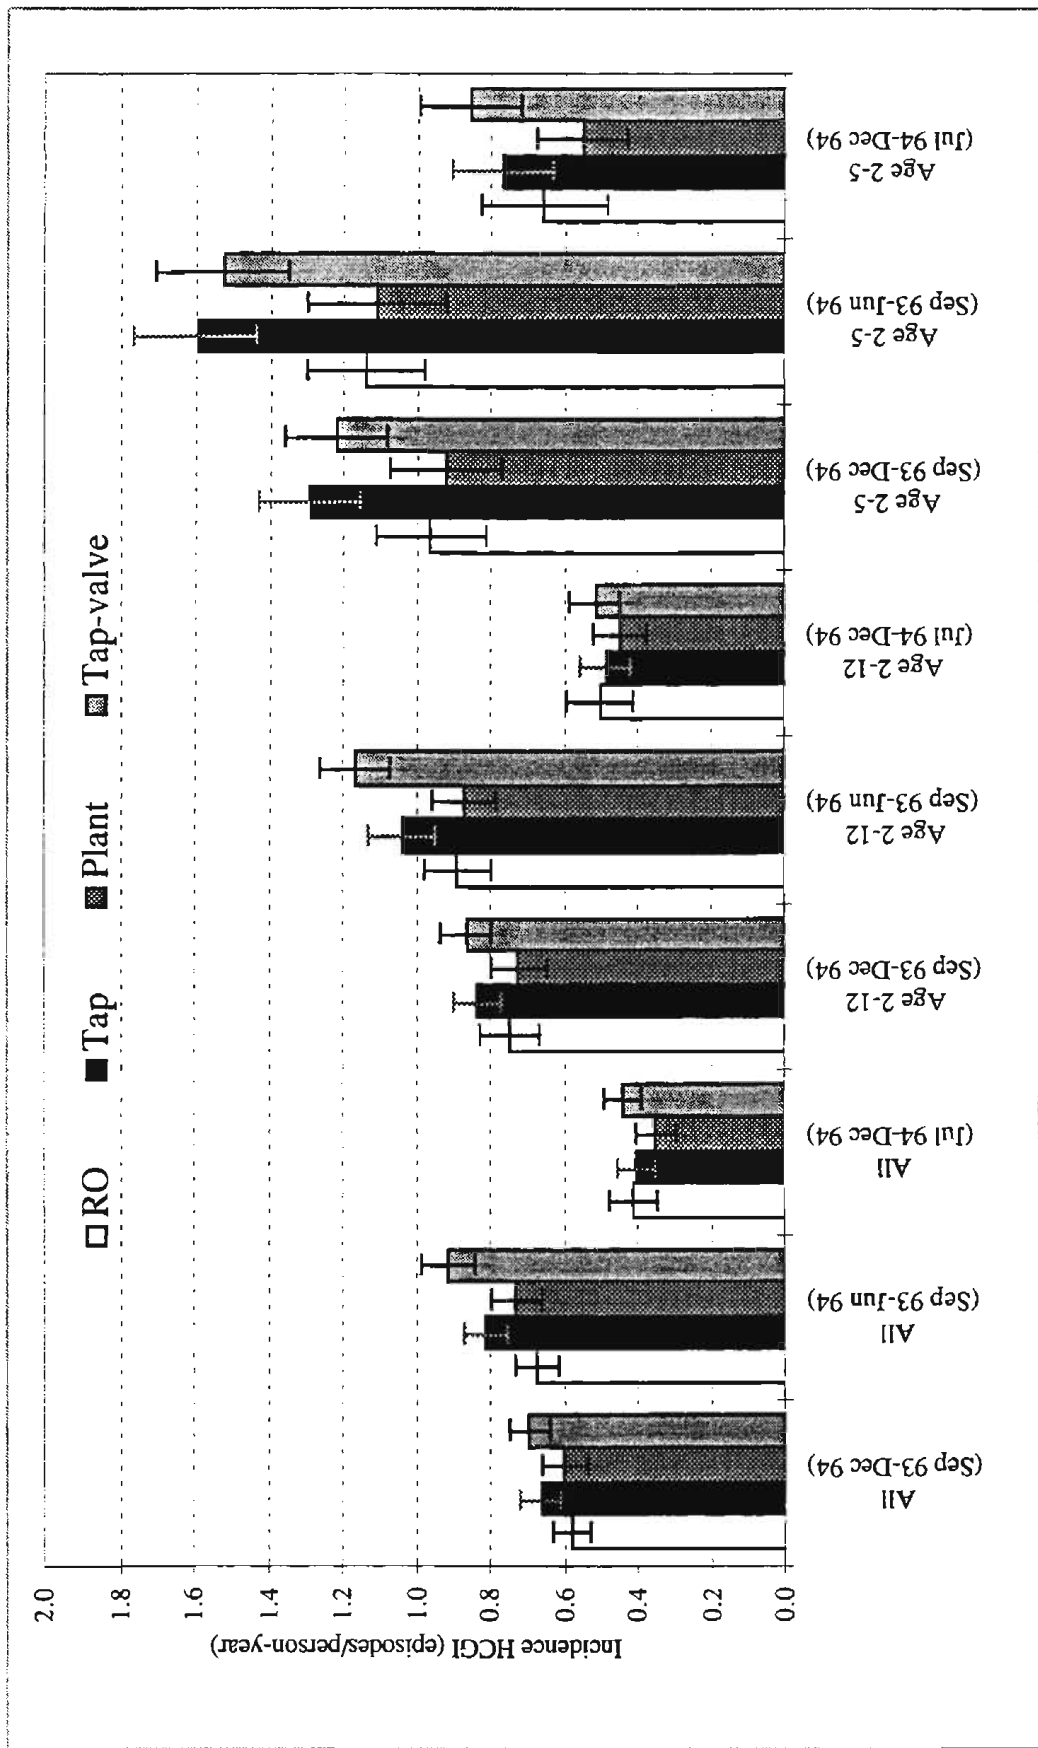 RO Tap Plant Tap-valve
2.0
1.8
1.6
1.4
1.2
1.0
0.8
0.6
0.4
0.2
0.0
Incidence HCGI (episodes/person-year)
All
(Sep 93-Dec 94)
All
(Sep 93-Jun 94)
All
(Jul 94-Dec 94)
Age 2-12
(Sep 93-Dec 94)
Age 2-12
(Sep 93-Jun 94)
Age 2-12
(Jul 94-Dec 94)
Age 2-5
(Sep 93-Dec 94)
Age 2-5
(Sep 93-Jun 94)
Age 2-5
(Jul 94-Dec 94)